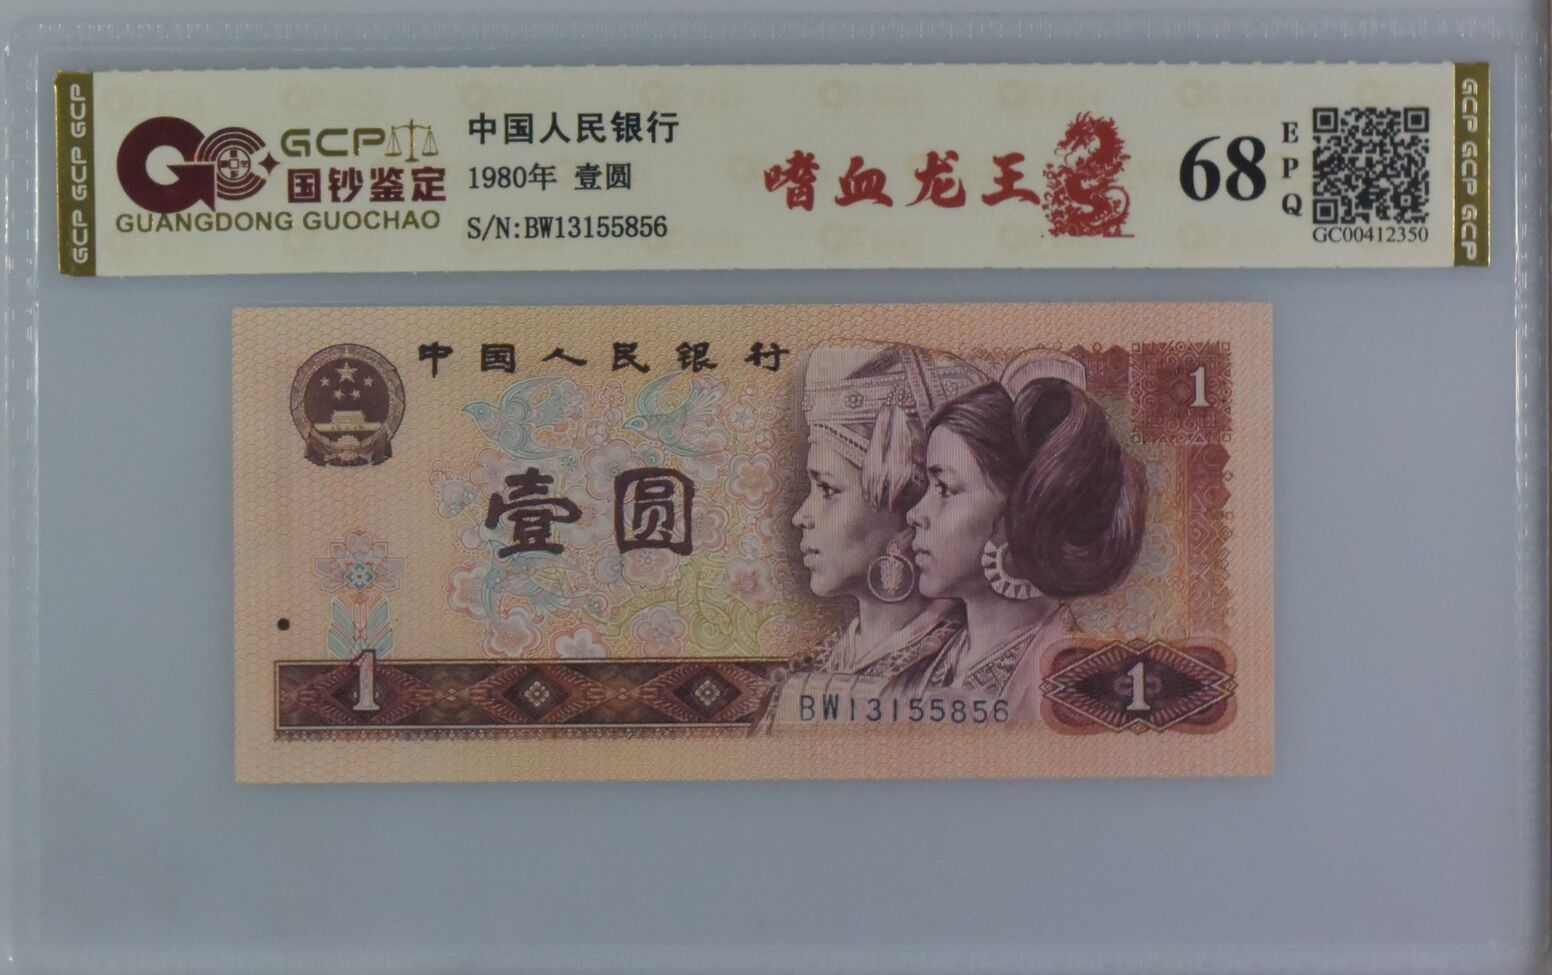 GCP GCP GCP
GCP
国钞鉴定
GUANGDONG GUOCHAO
中国人民银行
1980年 壹圆
S/N:BW13155856
嗜血龙王
68
EPQ
GC00412350
GCP GCP GCP
中国人民银行
1
壹圆
1
BW13155856
1